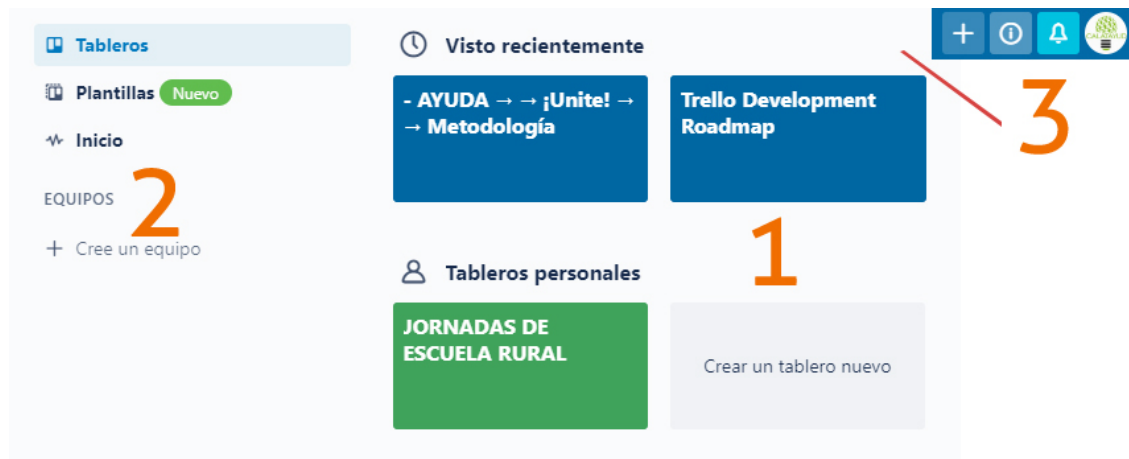 Tableros
Plantillas Nuevo
Inicio
EQUIPOS
+ Cree un equipo
2
Visto recientemente
- AYUDA → → ¡Unite! →
→ Metodología
Trello Development
Roadmap
1
Tableros personales
JORNADAS DE
ESCUELA RURAL
Crear un tablero nuevo
3